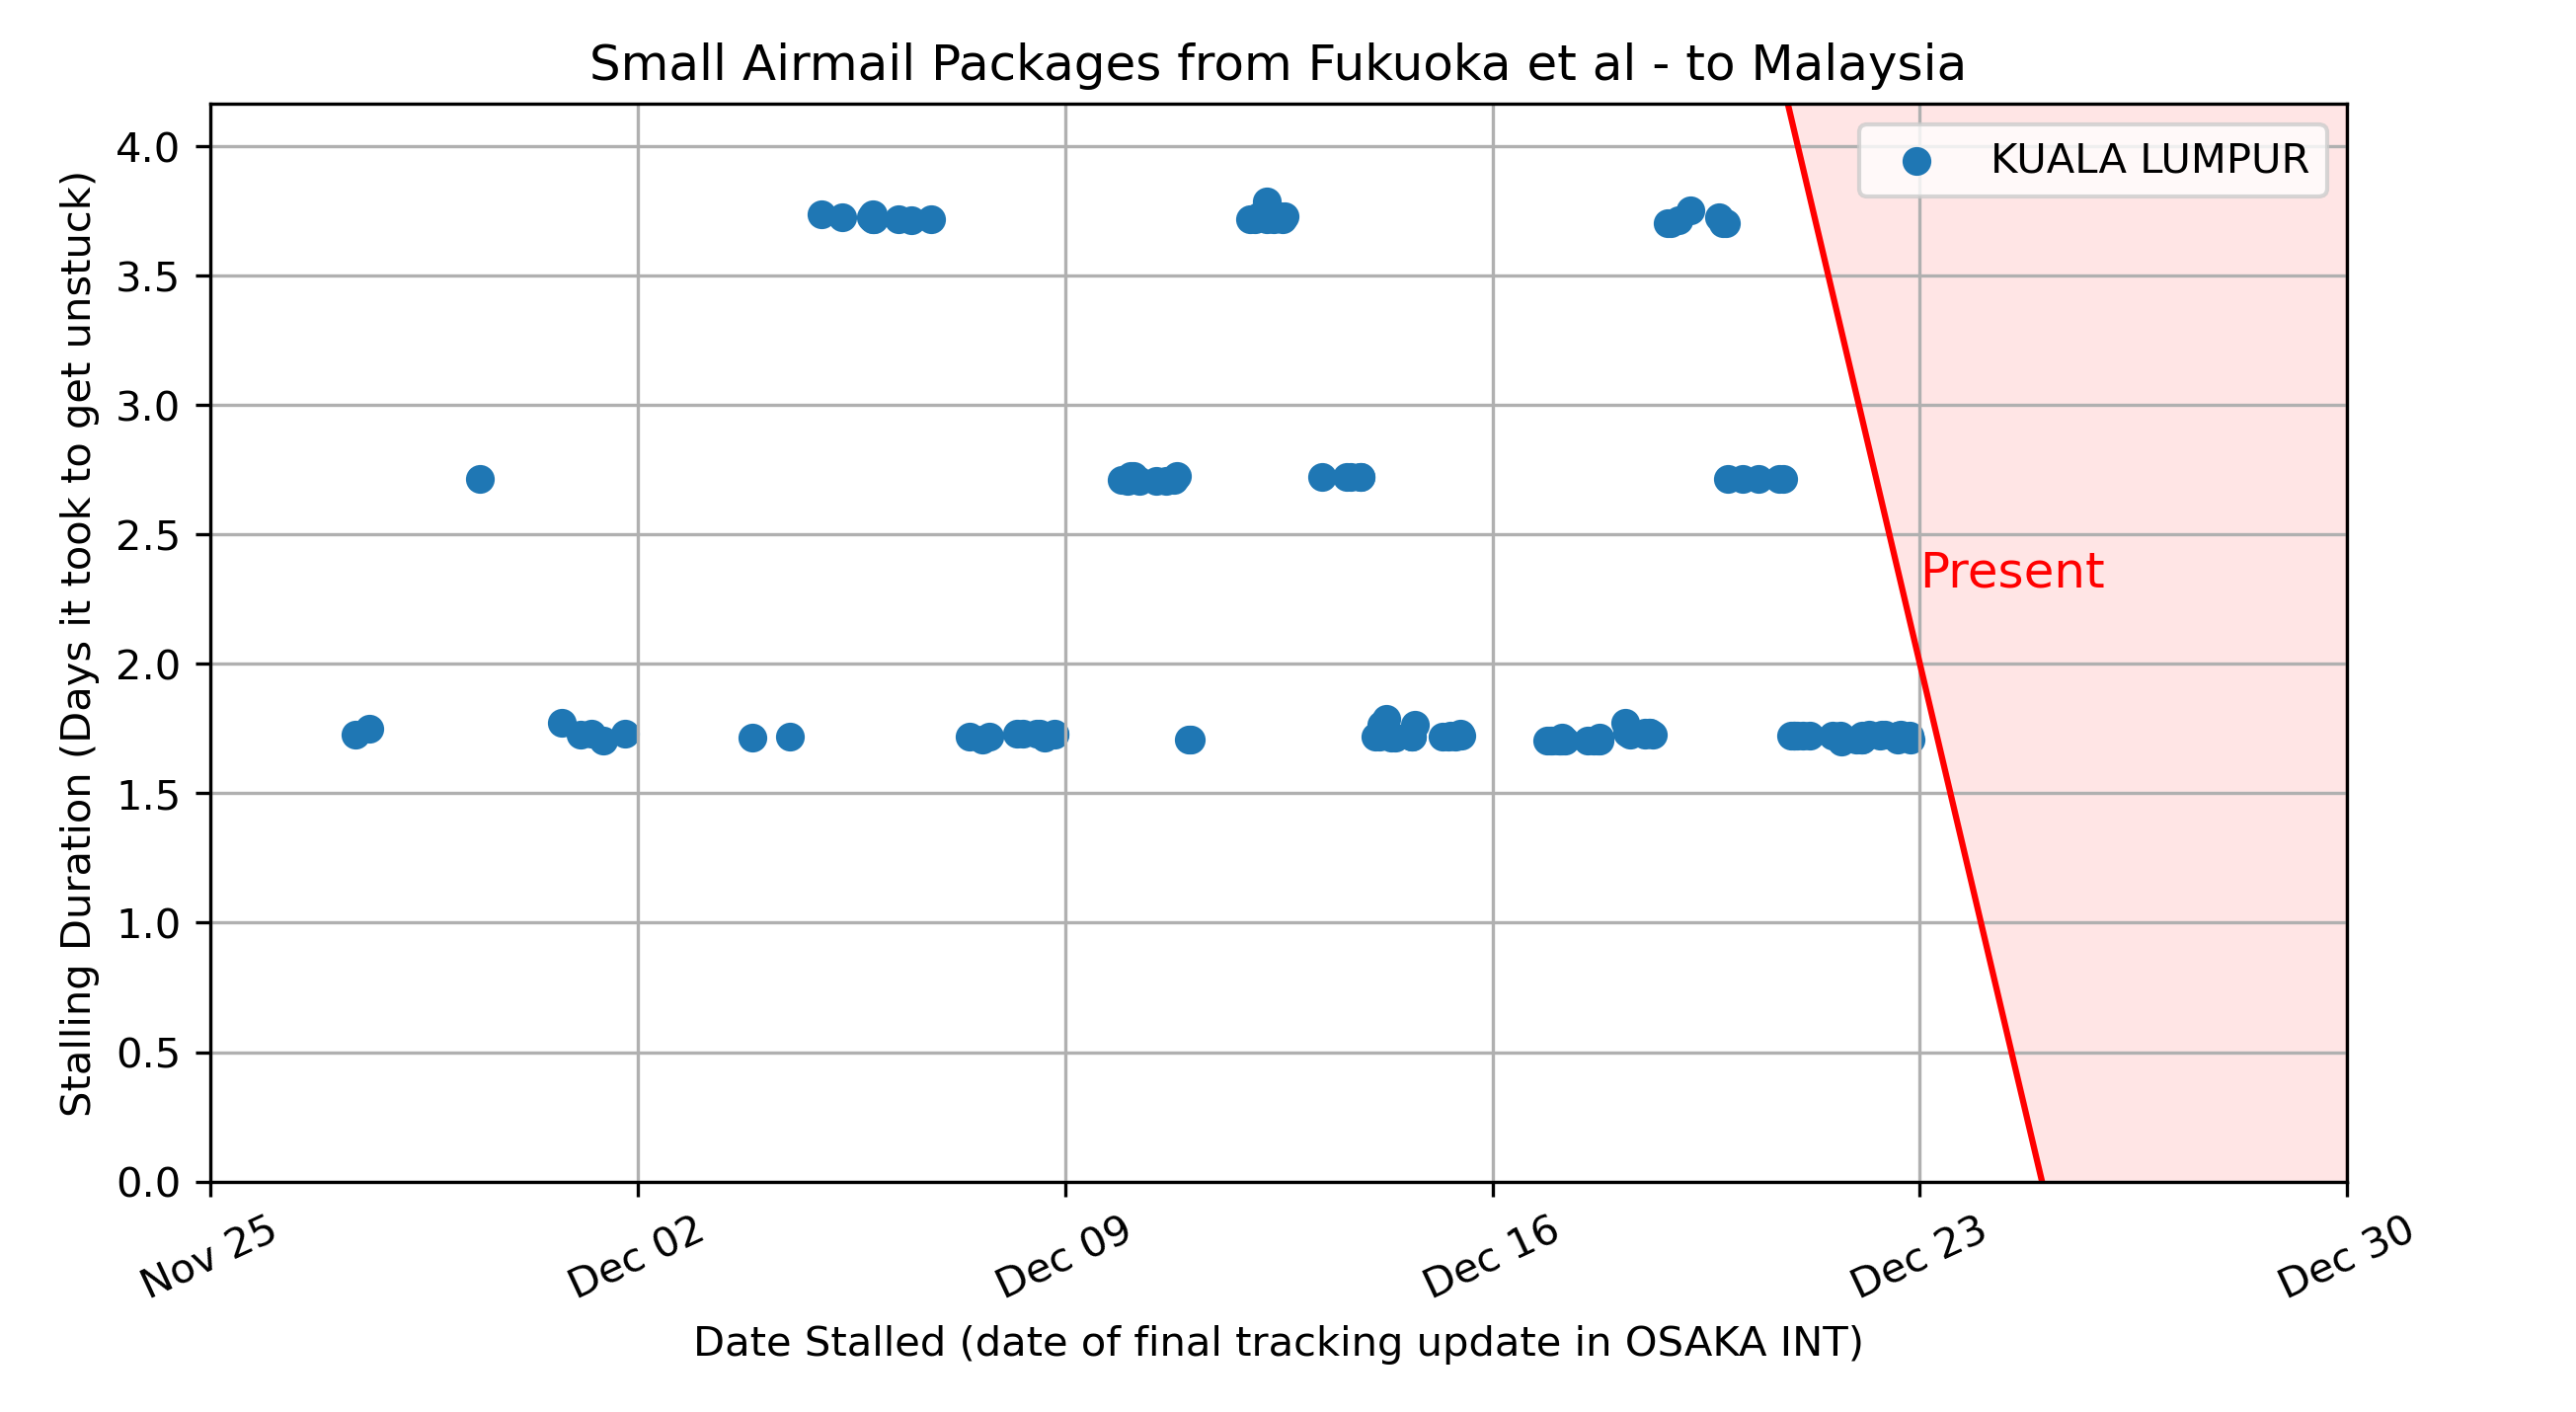 Small Airmail Packages from Fukuoka et al - to Malaysia
KUALA LUMPUR
Stalling Duration (Days it took to get unstuck)
4.0
3.5
3.0
2.5
2.0
1.5
1.0
0.5
0.0
Present
Nov 25
Dec 02
Dec 09
Dec 16
Dec 23
Dec 30
Date Stalled (date of final tracking update in OSAKA INT)